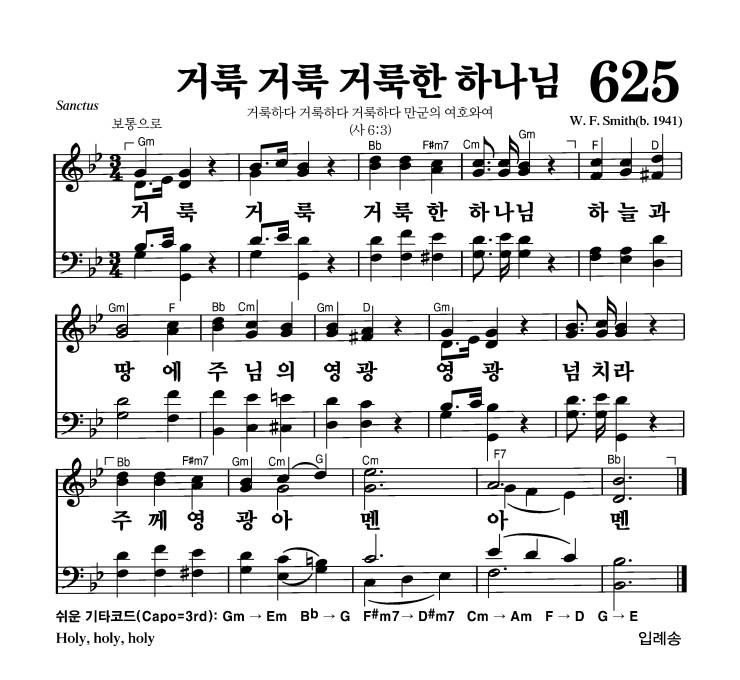 거룩 거룩 거룩한 하나님 625
Sanctus
거룩하다 거룩하다 거룩하다 만군의 여호와여
(사 6:3)
보통으로
W. F. Smith(b. 1941)
Gm Bb F#m7 Cm Gm F D
3 4
거 룩 거 룩 거 룩 한 하 나 님 하 늘 과
3 4
Gm F Bb Cm Gm D Gm
땅 에 주 님 의 영 광 영 광 넘 치 라
Bb F#m7 Gm Cm G Cm F7 Bb
주 께 영 광 아 멘 아 멘
쉬운 기타코드(Capo=3rd): Gm → Em Bb → G F#m7 → D#m7 Cm → Am F → D G → E
Holy, holy, holy 입례송